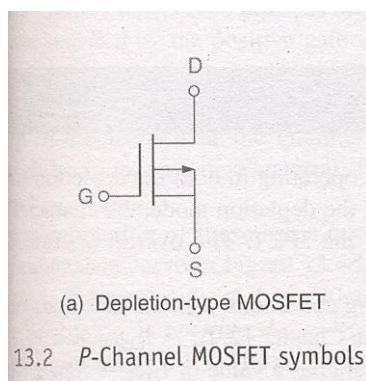 D
G
S
(a) Depletion-type MOSFET
13.2 P-Channel MOSFET symbols